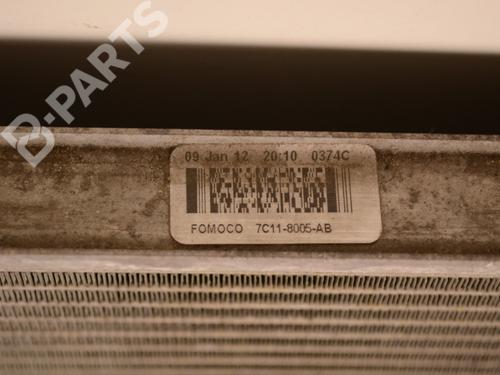 B-PARTS
09 Jan 12 20:10 0374C
FOMOCO 7C11-8005-AB